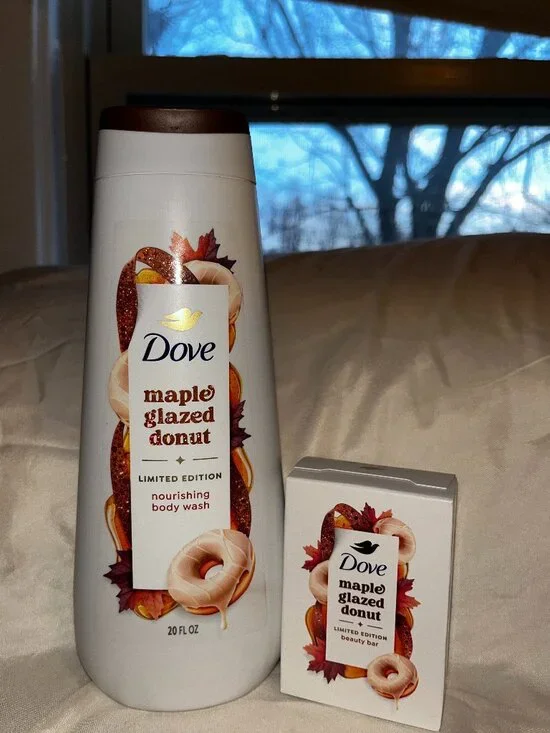 Dove
maple
glazed
donut
LIMITED EDITION
nourishing
body wash
20 FL OZ
Dove
maple
glazed
donut
LIMITED EDITION
beauty bar